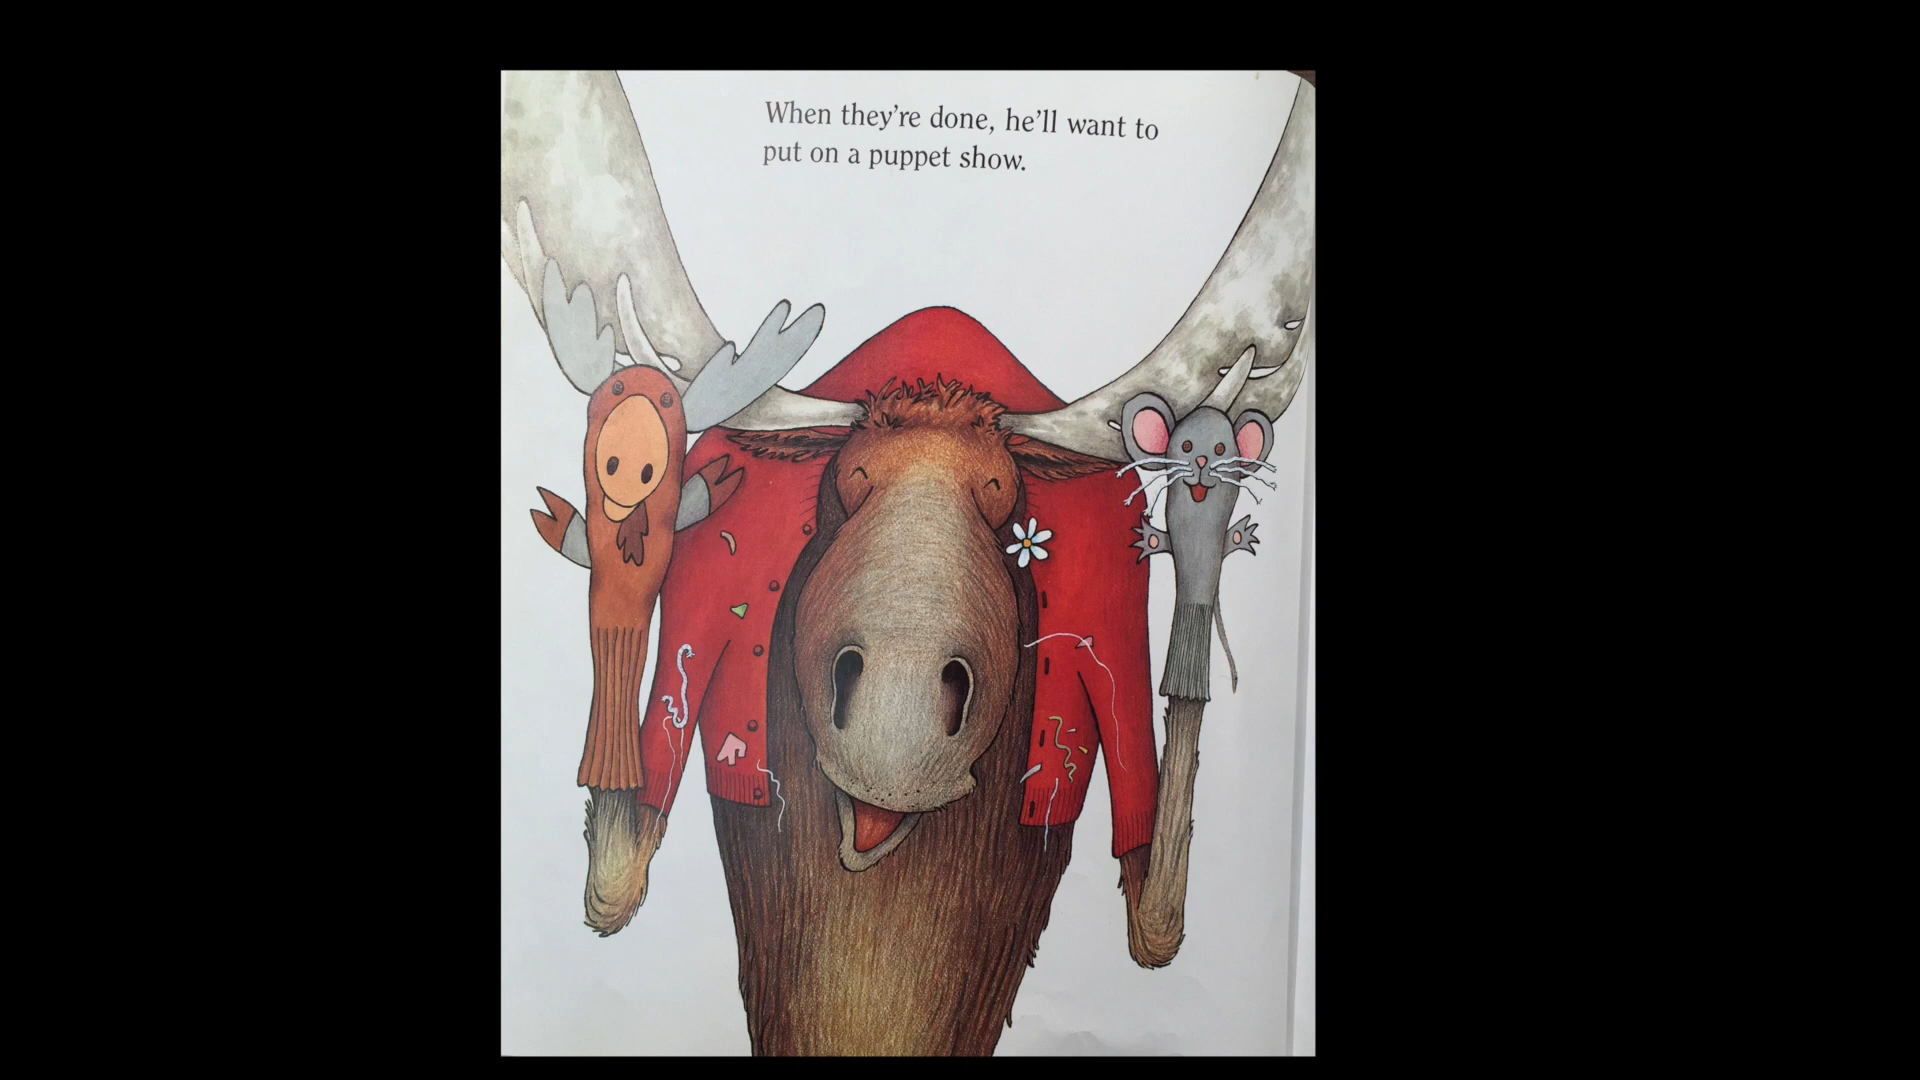 When they’re done, he’ll want to
put on a puppet show.